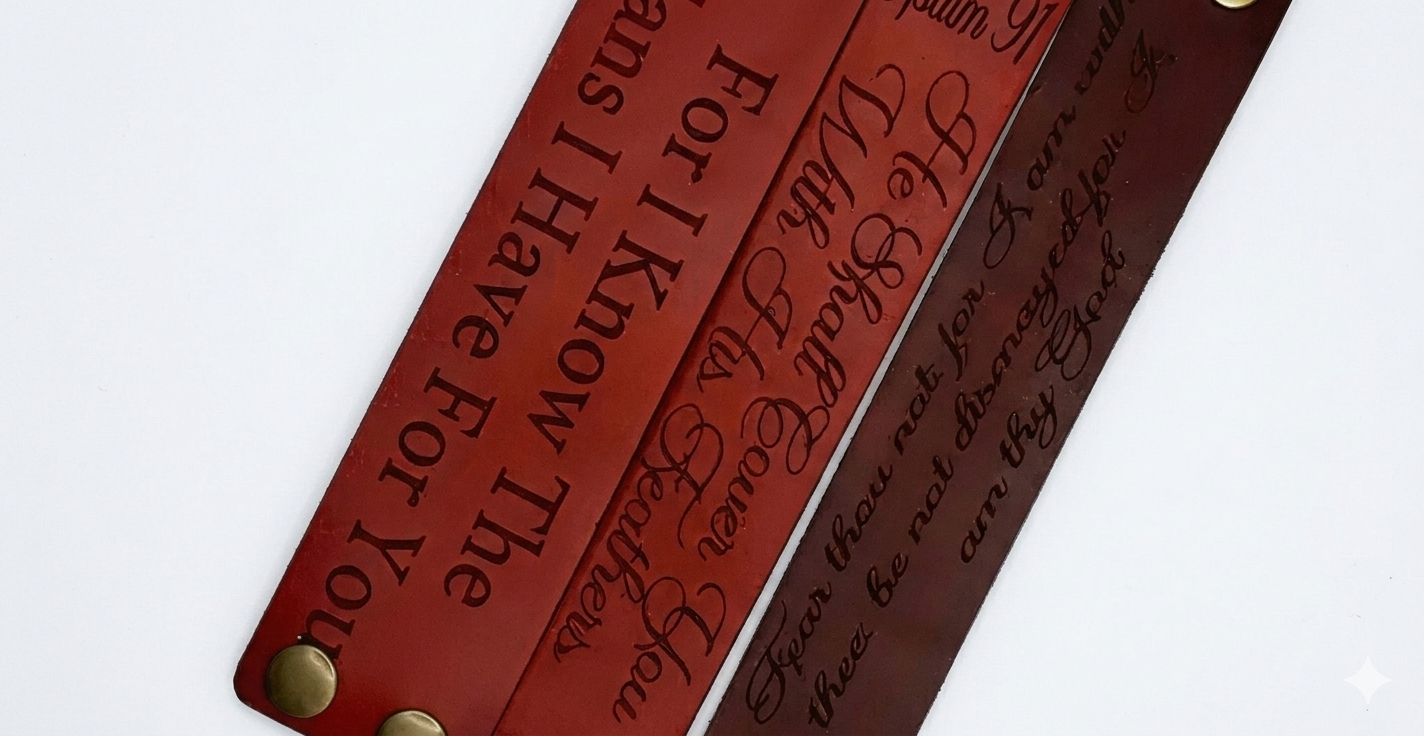 For I Know The
ans I Have For You
Psalm 91
He Shall Cover You
With His Feathers
Fear thou not for I am with
thee be not dismayed for I
am thy God